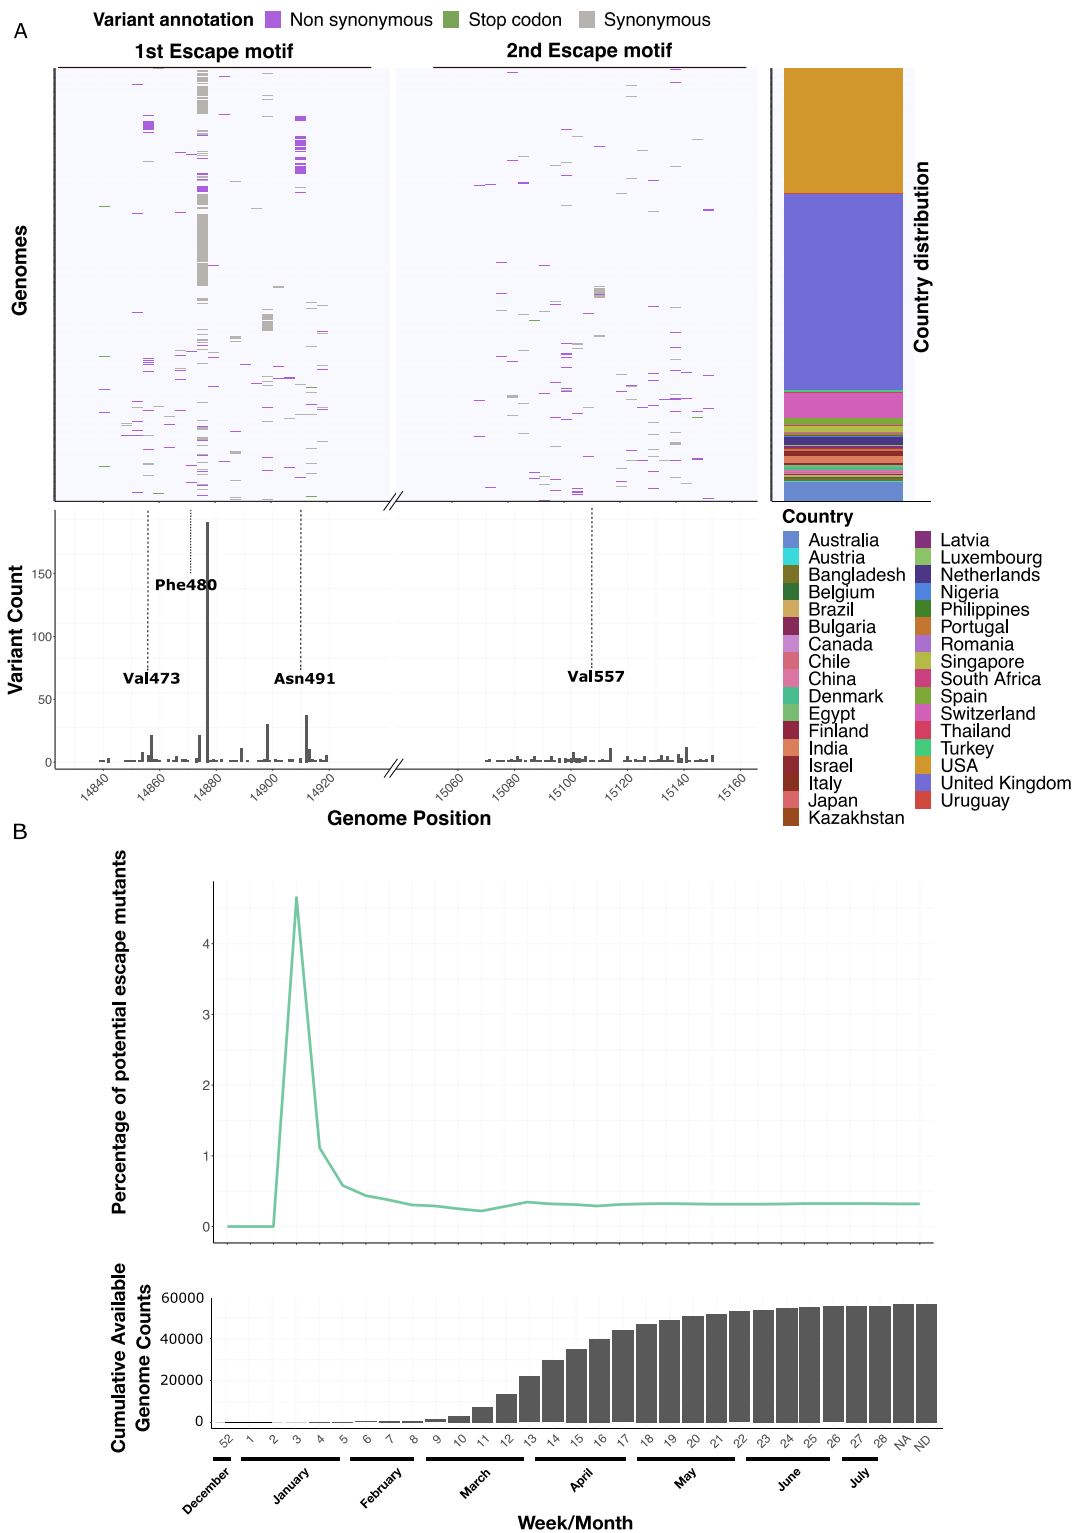 A
Variant annotation Non synonymous Stop codon Synonymous
1st Escape motif 2nd Escape motif
Genomes
Country distribution
Variant Count
150
100
50
0
Phe480
Val473
Asn491
Val557
14840 14860 14880 14900 14920 15060 15080 15100 15120 15140 15160
Genome Position
Country
Australia
Austria
Bangladesh
Belgium
Brazil
Bulgaria
Canada
Chile
China
Denmark
Egypt
Finland
India
Israel
Italy
Japan
Kazakhstan
Latvia
Luxembourg
Netherlands
Nigeria
Philippines
Portugal
Romania
Singapore
South Africa
Spain
Switzerland
Thailand
Turkey
USA
United Kingdom
Uruguay
B
Percentage of potential escape mutants
4
3
2
1
0
Cumulative Available
Genome Counts
60000
40000
20000
0
52 1 2 3 4 5 6 7 8 9 10 11 12 13 14 15 16 17 18 19 20 21 22 23 24 25 26 27 28 NA ND
December January February March April May June July
Week/Month